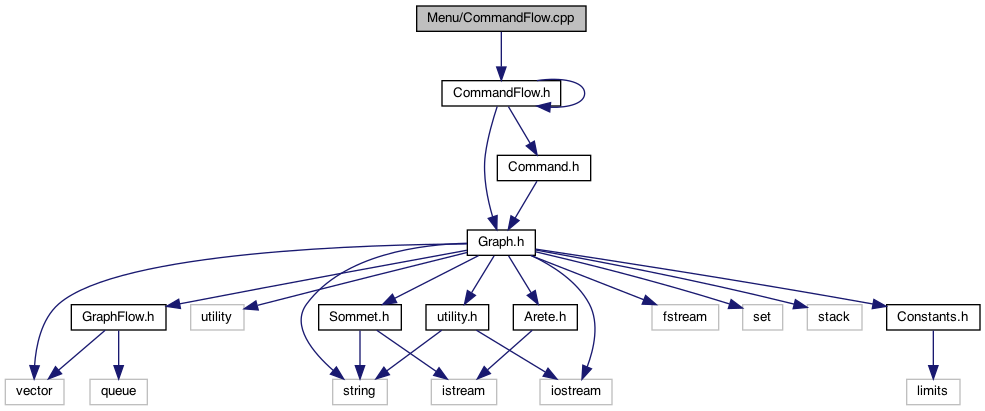 Menu/CommandFlow.cpp
CommandFlow.h
Command.h
Graph.h
GraphFlow.h
utility
Sommet.h
utility.h
Arete.h
fstream
set
stack
Constants.h
vector
queue
string
istream
iostream
limits